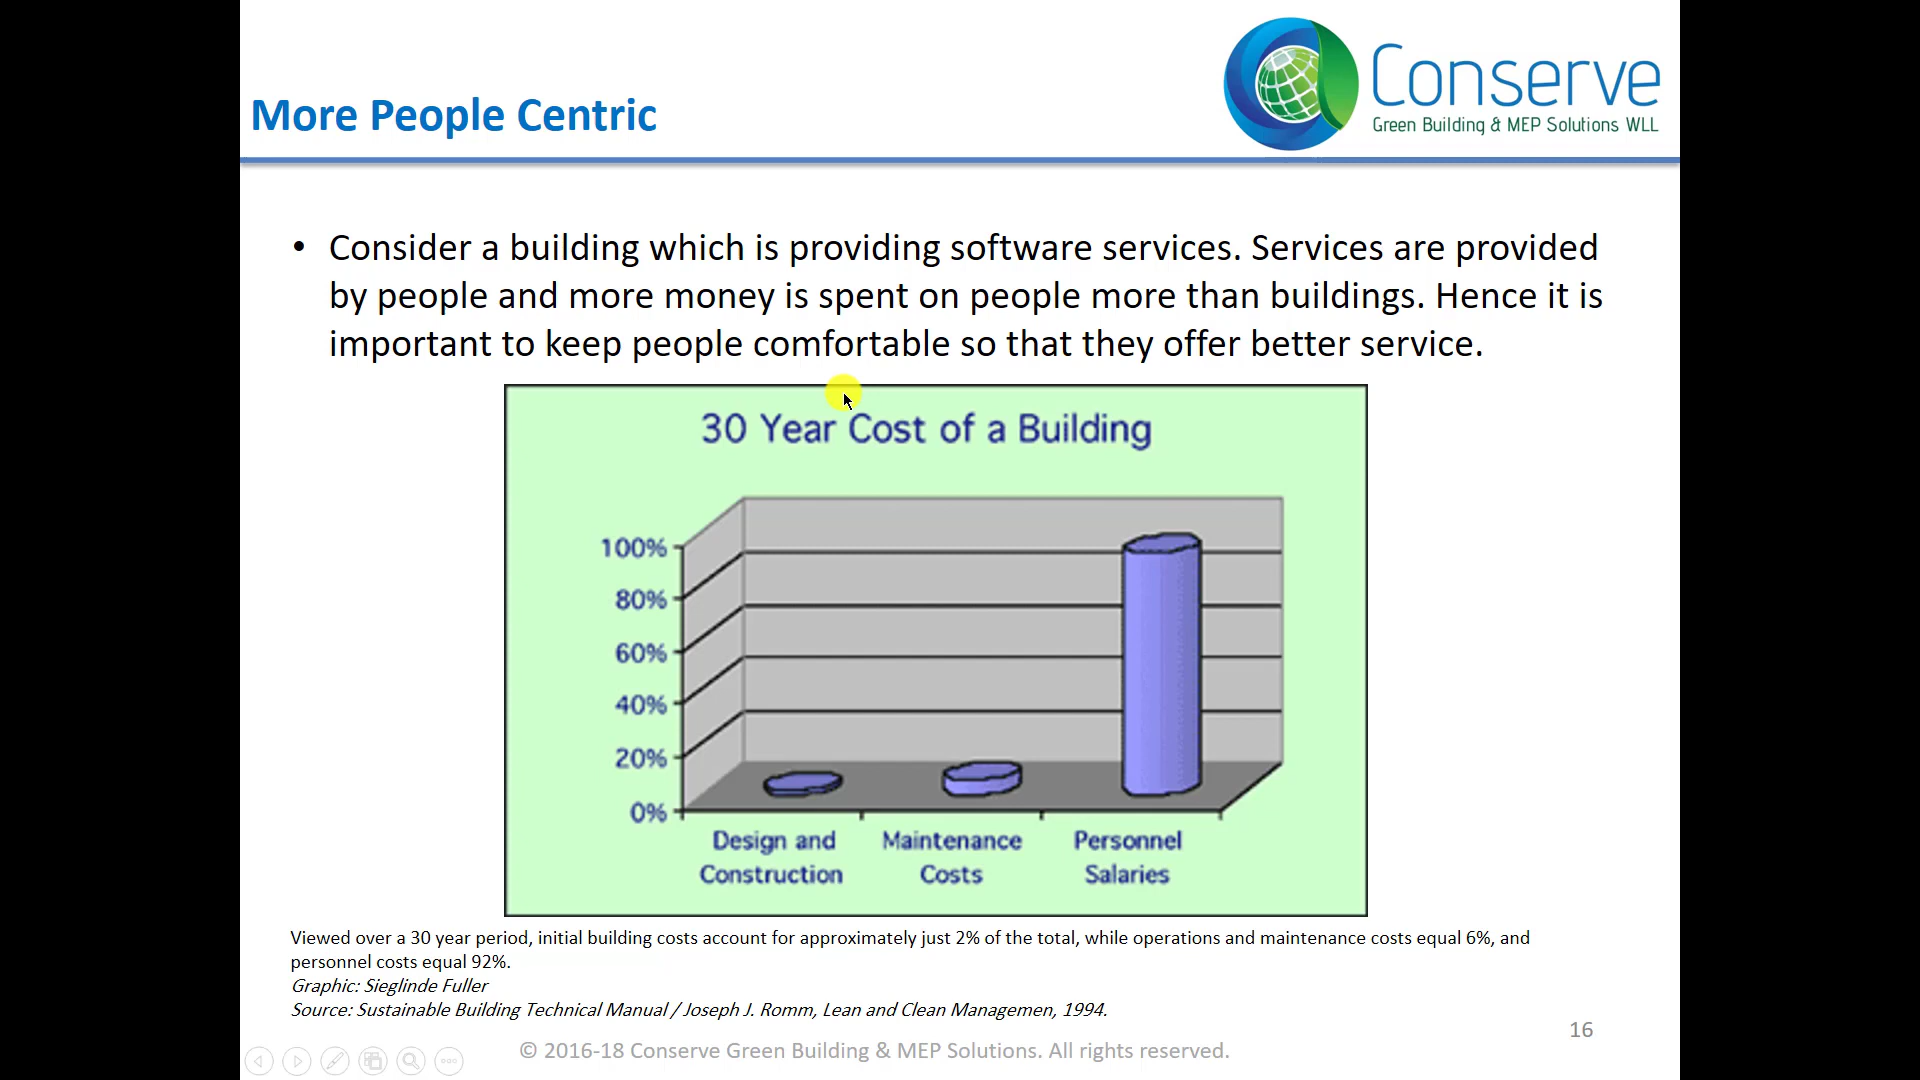 Conserve
Green Building & MEP Solutions WLL
More People Centric
• Consider a building which is providing software services. Services are provided
by people and more money is spent on people more than buildings. Hence it is
important to keep people comfortable so that they offer better service.
30 Year Cost of a Building
100%
80%
60%
40%
20%
0%
Design and
Construction
Maintenance
Costs
Personnel
Salaries
Viewed over a 30 year period, initial building costs account for approximately just 2% of the total, while operations and maintenance costs equal 6%, and
personnel costs equal 92%.
Graphic: Sieglinde Fuller
Source: Sustainable Building Technical Manual / Joseph J. Romm, Lean and Clean Managemen, 1994.
16
© 2016-18 Conserve Green Building & MEP Solutions. All rights reserved.